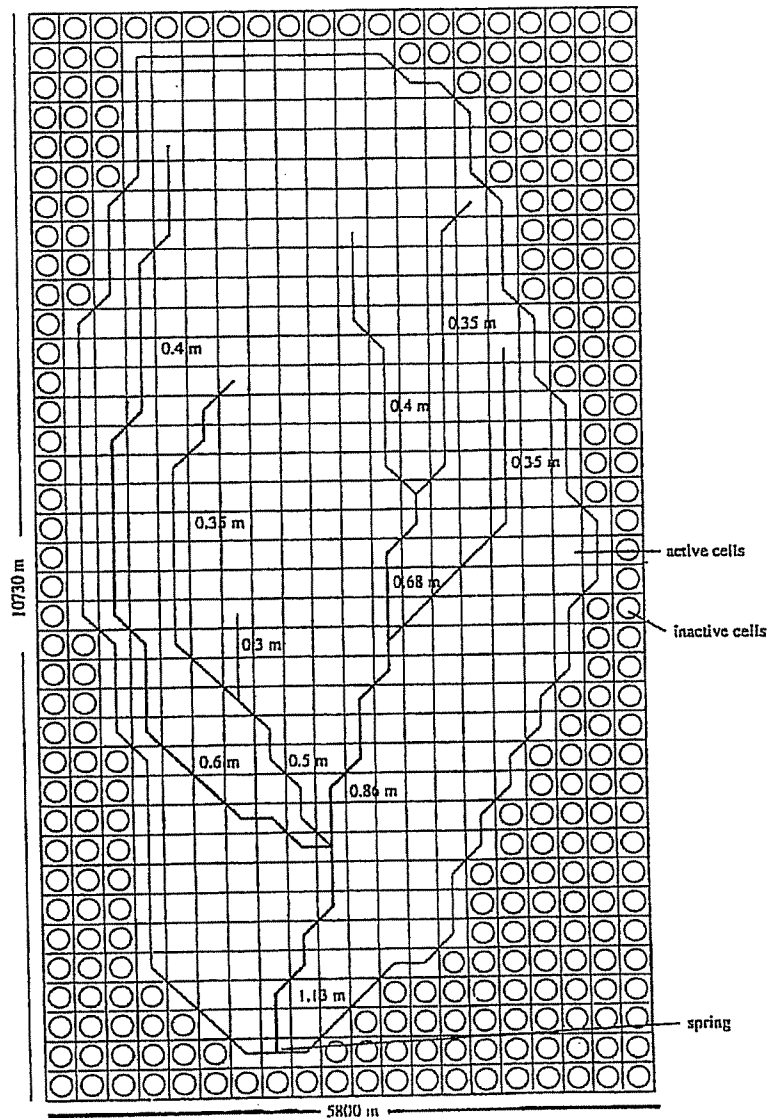 0.35 m
0.4 m
0.4 m
0.35 m
0.35 m
active cells
10730 m
0.68 m
inactive cells
0.3 m
0.6 m
0.5 m
0.86 m
1.13 m
spring
5800 m